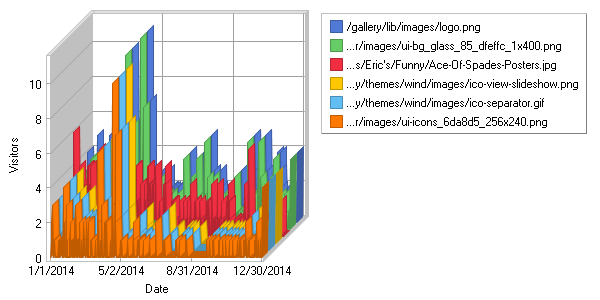 /gallery/lib/images/logo.png
...r/images/ui-bg_glass_85_dfeffc_1x400.png
...s/Eric's/Funny/Ace-Of-Spades-Posters.jpg
...y/themes/wind/images/ico-view-slideshow.png
...y/themes/wind/images/ico-separator.gif
...r/images/ui-icons_6da8d5_256x240.png
10
8
6
4
2
0
Visitors
1/1/2014 5/2/2014 8/31/2014 12/30/2014
Date